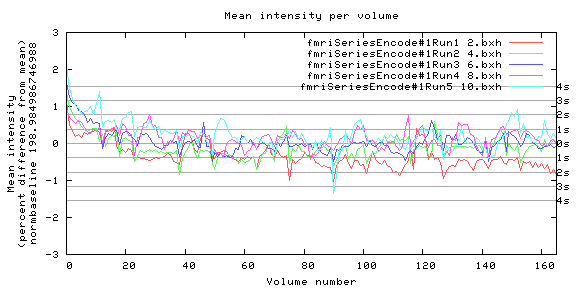 Mean intensity per volume
Mean intensity
(percent difference from mean)
normbaseline 198.984986746988
3
2
1
0
-1
-2
-3
fmriSeriesEncode#1Run1 2.bxh
fmriSeriesEncode#1Run2 4.bxh
fmriSeriesEncode#1Run3 6.bxh
fmriSeriesEncode#1Run4 8.bxh
fmriSeriesEncode#1Run5 10.bxh
4s
3s
2s
1s
0s
1s
2s
3s
4s
0 20 40 60 80 100 120 140 160
Volume number